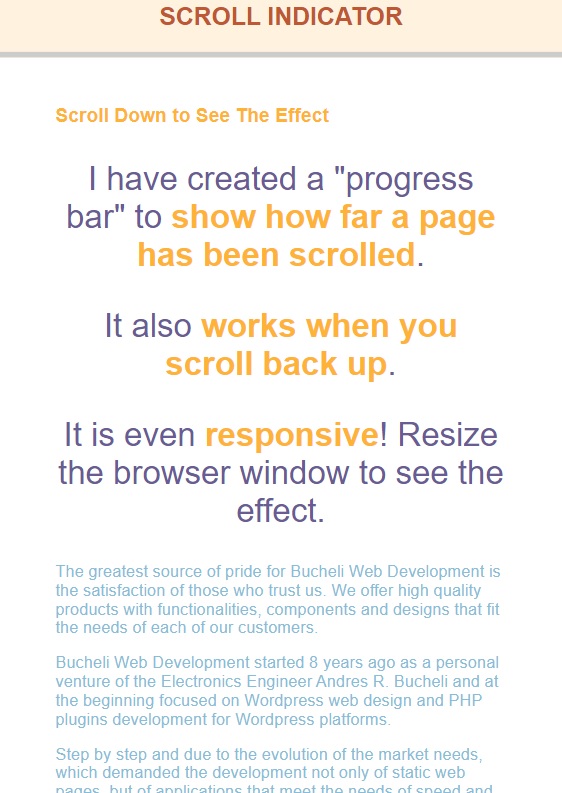 SCROLL INDICATOR
Scroll Down to See The Effect
I have created a "progress
bar" to show how far a page
has been scrolled.
It also works when you
scroll back up.
It is even responsive! Resize
the browser window to see the
effect.
The greatest source of pride for Bucheli Web Development is
the satisfaction of those who trust us. We offer high quality
products with functionalities, components and designs that fit
the needs of each of our customers.
Bucheli Web Development started 8 years ago as a personal
venture of the Electronics Engineer Andres R. Bucheli and at
the beginning focused on Wordpress web design and PHP
plugins development for Wordpress platforms.
Step by step and due to the evolution of the market needs,
which demanded the development not only of static web
pages, but of applications that meet the needs of speed and